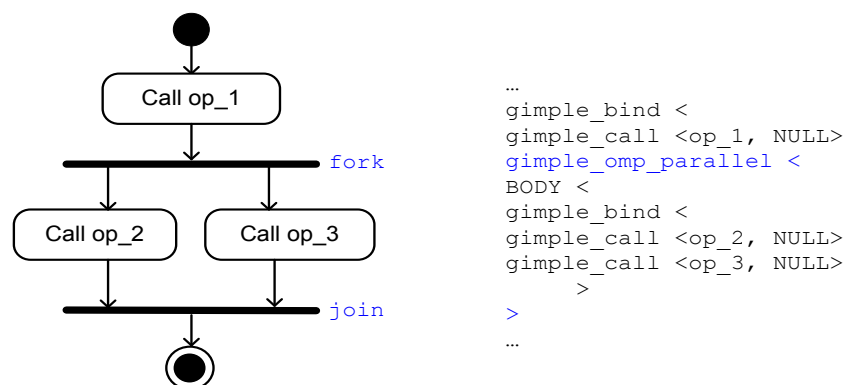 Call op_1
fork
Call op_2
Call op_3
join
…
gimple_bind <
gimple_call <op_1, NULL>
gimple_omp_parallel <
BODY <
gimple_bind <
gimple_call <op_2, NULL>
gimple_call <op_3, NULL>
>
>
…